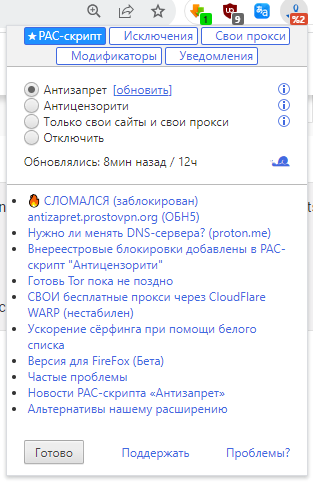 1
9
%2
★PAC-скрипт
Исключения
Свои прокси
Модификаторы
Уведомления
Антизапрет [обновить]
Антицензорити
Только свои сайты и свои прокси
Отключить
Обновлялись: 8мин назад / 12ч
🔥 СЛОМАЛСЯ (заблокирован)
antizapret.prostovpn.org (ОБН5)
Нужно ли менять DNS-сервера? (proton.me)
Внереестровые блокировки добавлены в PAC-
скрипт "Антицензорити"
Готовь Tor пока не поздно
СВОИ бесплатные прокси через CloudFlare
WARP (нестабилен)
Ускорение сёрфинга при помощи белого
списка
Версия для FireFox (Бета)
Частые проблемы
Новости PAC-скрипта «Антизапрет»
Альтернативы нашему расширению
Готово
Поддержать
Проблемы?